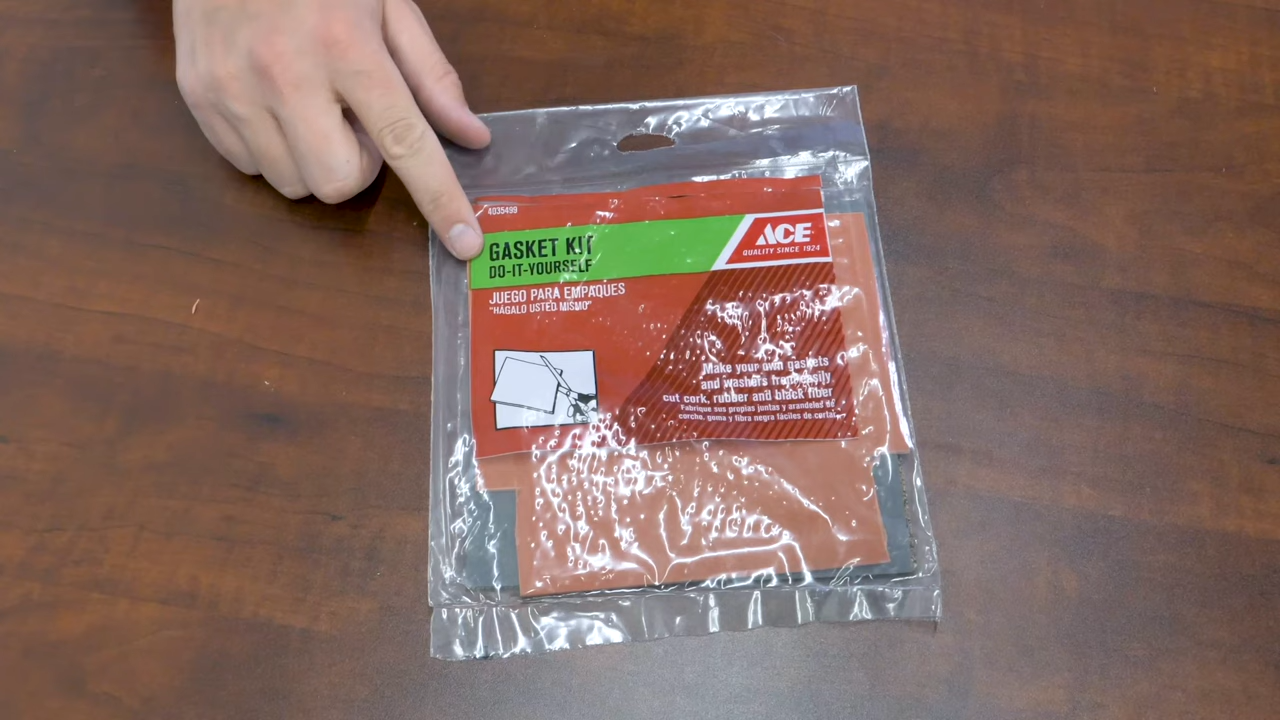 4035499
GASKET KIT
DO-IT-YOURSELF
ACE
QUALITY SINCE 1924
JUEGO PARA EMPAQUES
"HÁGALO USTED MISMO"
Make your own gaskets
and washers from easily
cut cork, rubber and black fiber
Fabrique sus propias juntas y arandelas de
corcho, goma y fibra negra fáciles de cortar.